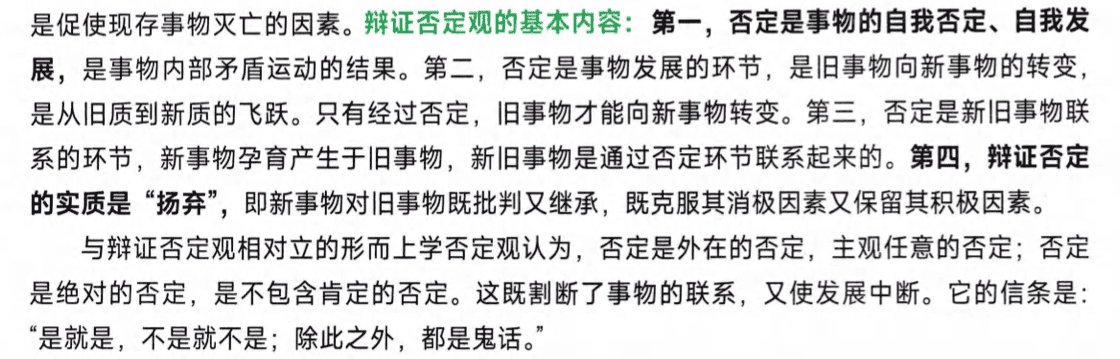 是促使现存事物灭亡的因素。辩证否定观的基本内容：第一，否定是事物的自我否定、自我发
展，是事物内部矛盾运动的结果。第二，否定是事物发展的环节，是旧事物向新事物的转变，
是从旧质到新质的飞跃。只有经过否定，旧事物才能向新事物转变。第三，否定是新旧事物联
系的环节，新事物孕育产生于旧事物，新旧事物是通过否定环节联系起来的。第四，辩证否定
的实质是“扬弃”，即新事物对旧事物既批判又继承，既克服其消极因素又保留其积极因素。
与辩证否定观相对立的形而上学否定观认为，否定是外在的否定，主观任意的否定；否定
是绝对的否定，是不包含肯定的否定。这既割断了事物的联系，又使发展中断。它的信条是：
“是就是，不是就不是；除此之外，都是鬼话。”